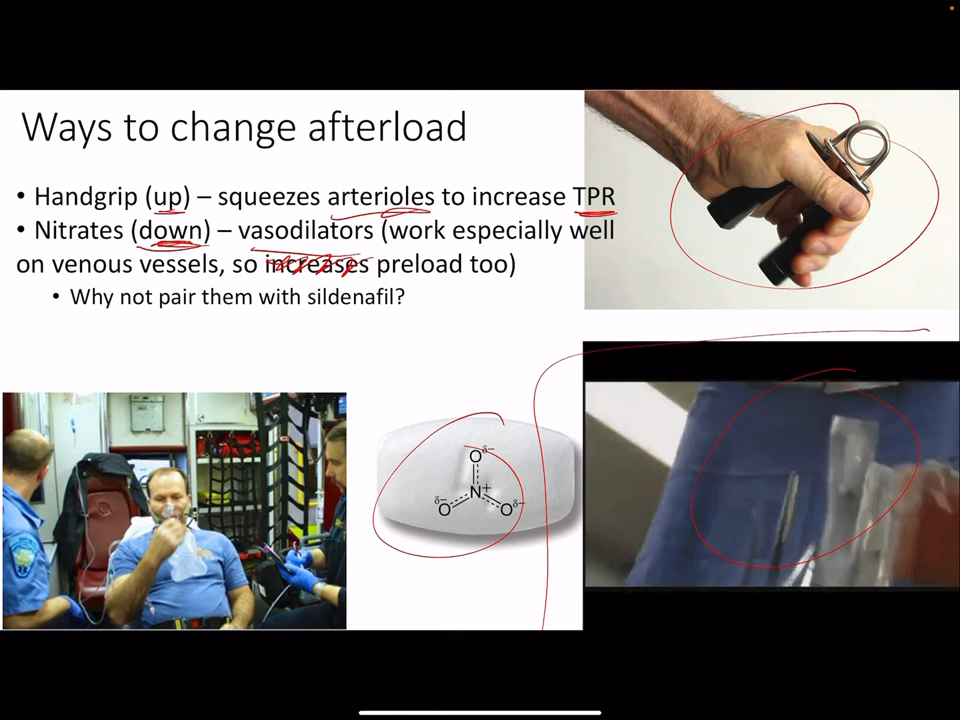 Ways to change afterload
• Handgrip (up) – squeezes arterioles to increase TPR
• Nitrates (down) – vasodilators (work especially well
on venous vessels, so increases preload too)
• Why not pair them with sildenafil?
O δ−
N +
δ− O
O δ−